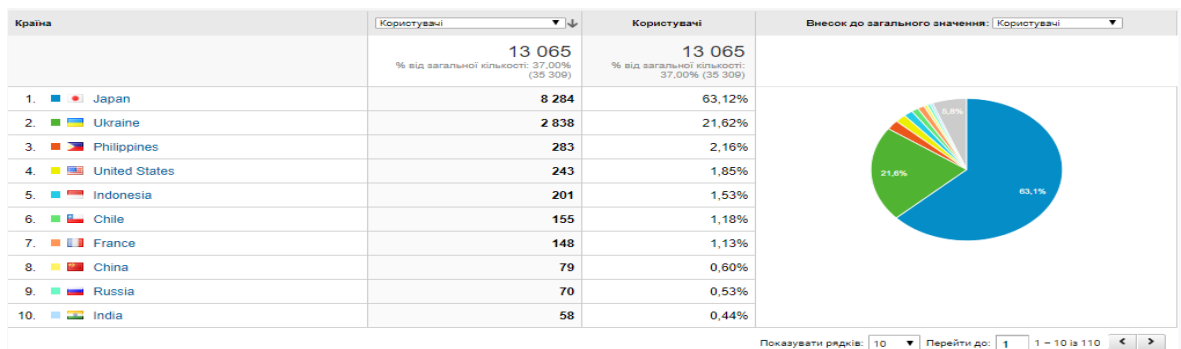 Країна Користувачі Користувачі Внесок до загального значення: Користувачі
13 065 13 065
% від загальної кількості: 37,00% % від загальної кількості:
(35 309) 37,00% (35 309)
1. Japan 8 284 63,12%
2. Ukraine 2 838 21,62%
3. Philippines 283 2,16%
4. United States 243 1,85%
5. Indonesia 201 1,53%
6. Chile 155 1,18%
7. France 148 1,13%
8. China 79 0,60%
9. Russia 70 0,53%
10. India 58 0,44%
5,8%
21,6%
63,1%
Показувати рядків: 10 Перейти до: 1 1 – 10 із 110